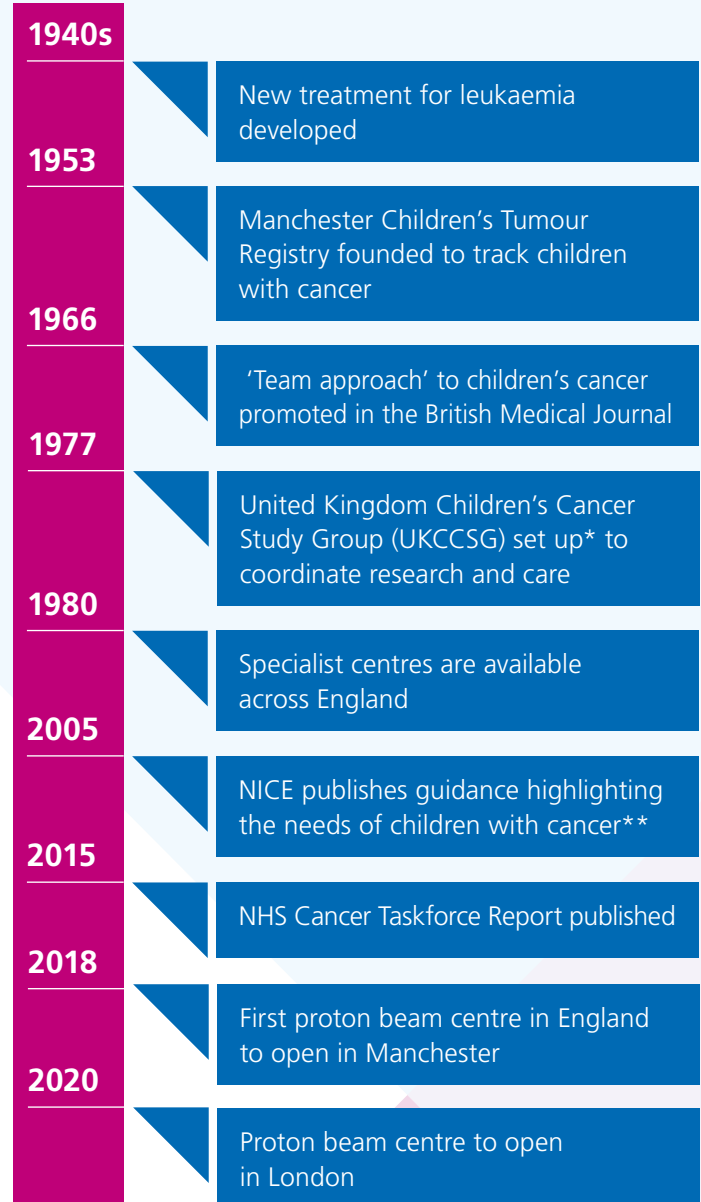 1940s
New treatment for leukaemia
developed
1953
Manchester Children’s Tumour
Registry founded to track children
with cancer
1966
‘Team approach’ to children’s cancer
promoted in the British Medical Journal
1977
United Kingdom Children’s Cancer
Study Group (UKCCSG) set up* to
coordinate research and care
1980
Specialist centres are available
across England
2005
NICE publishes guidance highlighting
the needs of children with cancer**
2015
NHS Cancer Taskforce Report published
2018
First proton beam centre in England
to open in Manchester
2020
Proton beam centre to open
in London